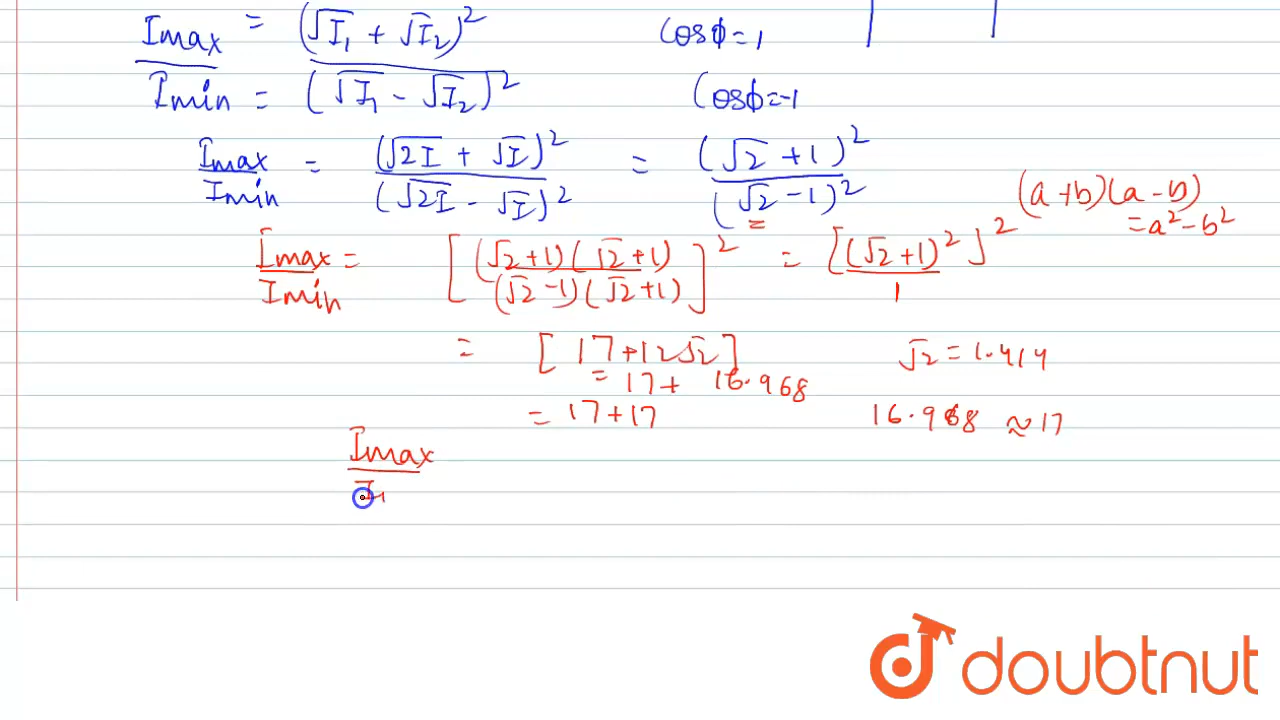 Imax = (√I₁ + √I₂)² cosϕ=1
Imin = (√I₁ - √I₂)² cosϕ=-1
Imax/Imin = (√2I + √I)²/(√2I - √I)² = (√2 + 1)²/(√2 - 1)²
(a+b)(a-b)
=a²-b²
Imax/Imin = [(√2+1)(√2+1)/(√2-1)(√2+1)]² = [(√2+1)²/1]²
= [17+12√2] √2 = 1.414
= 17+ 16.968
= 17+17 16.968 ≈17
Imax
I
doubtnut